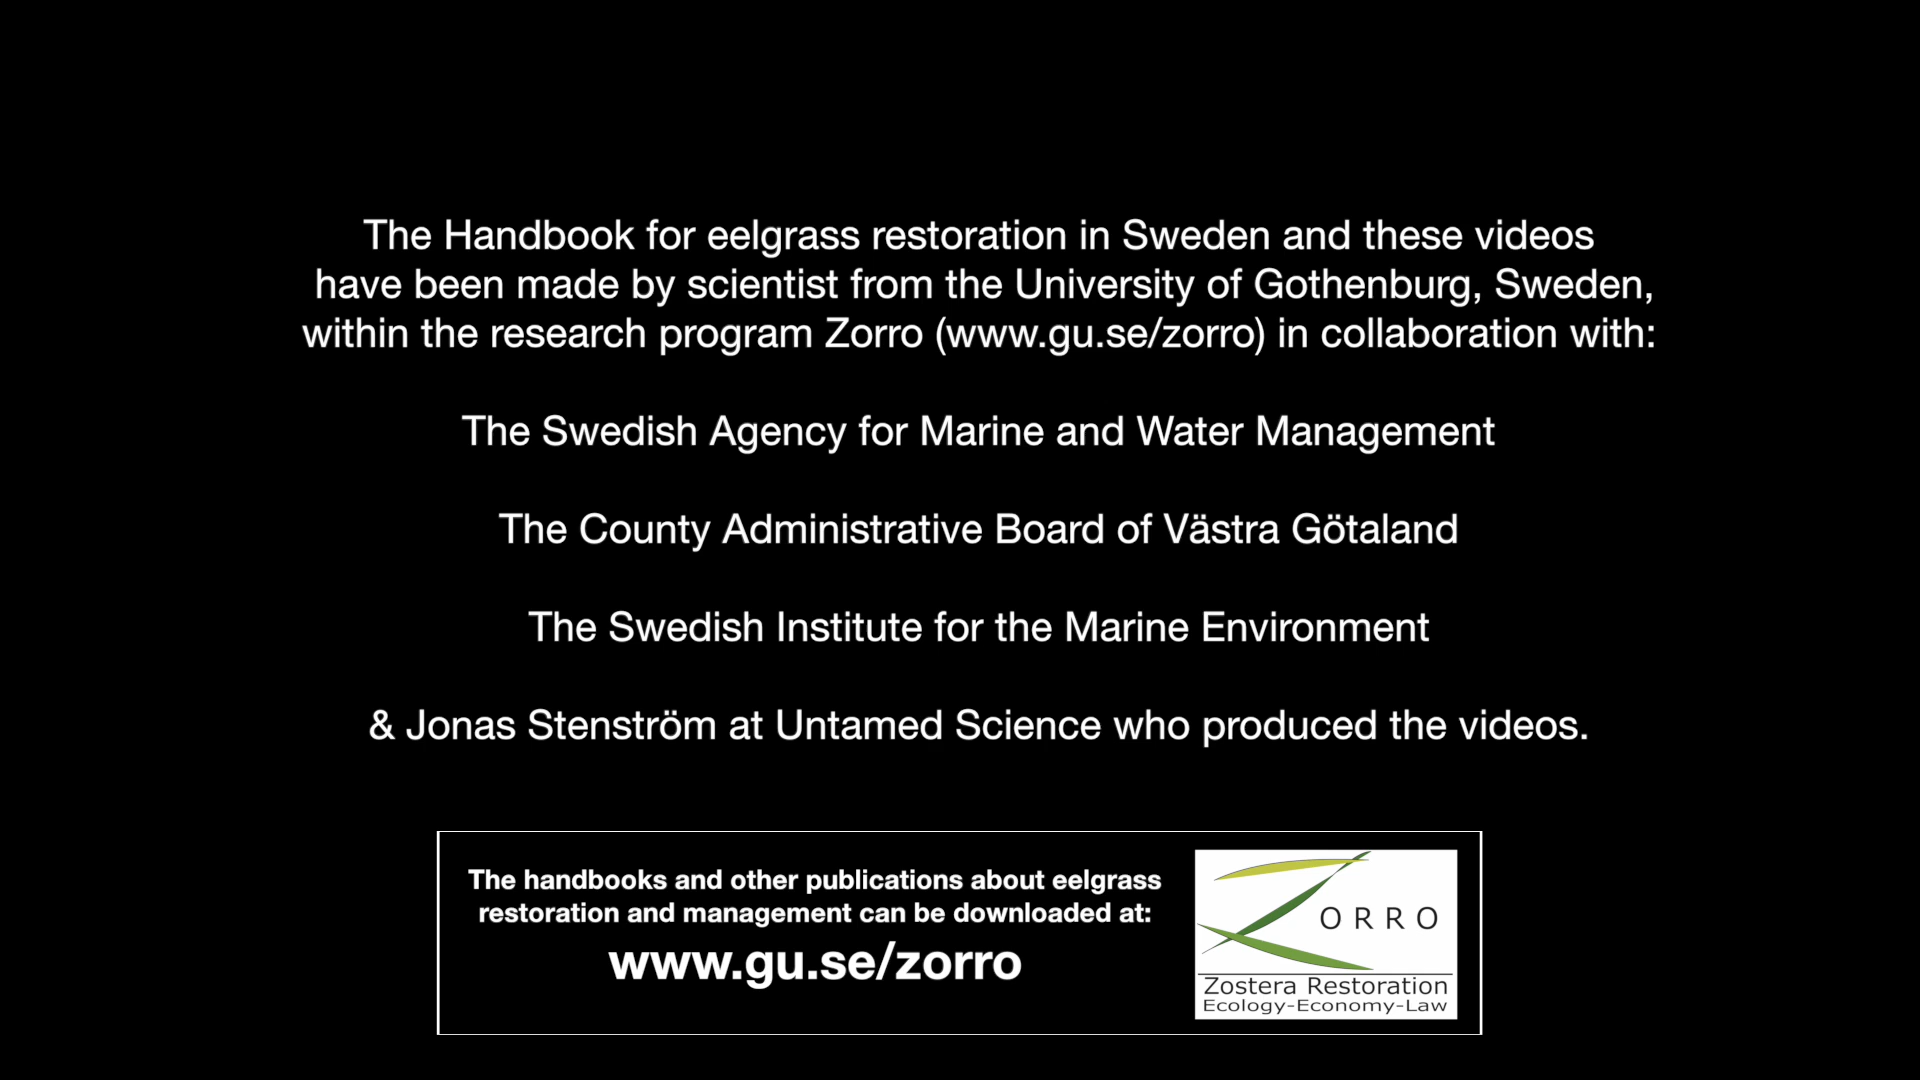 The Handbook for eelgrass restoration in Sweden and these videos
have been made by scientist from the University of Gothenburg, Sweden,
within the research program Zorro (www.gu.se/zorro) in collaboration with:
The Swedish Agency for Marine and Water Management
The County Administrative Board of Västra Götaland
The Swedish Institute for the Marine Environment
& Jonas Stenström at Untamed Science who produced the videos.
The handbooks and other publications about eelgrass
restoration and management can be downloaded at:
www.gu.se/zorro
ZORRO
Zostera Restoration
Ecology-Economy-Law